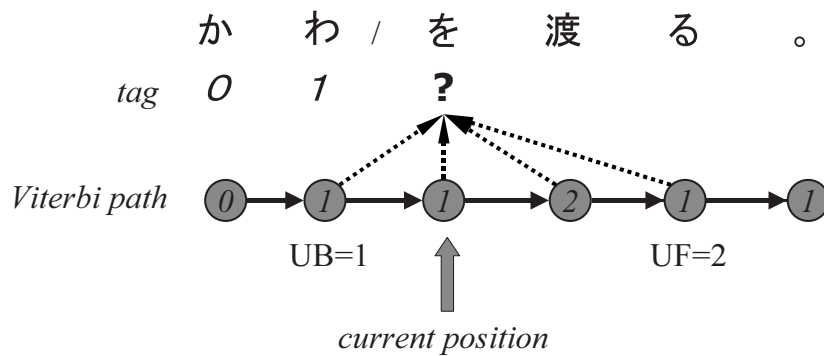 か わ / を 渡 る 。
tag 0 1 ?
Viterbi path 0 1 1 2 1 1
UB=1 UF=2
current position